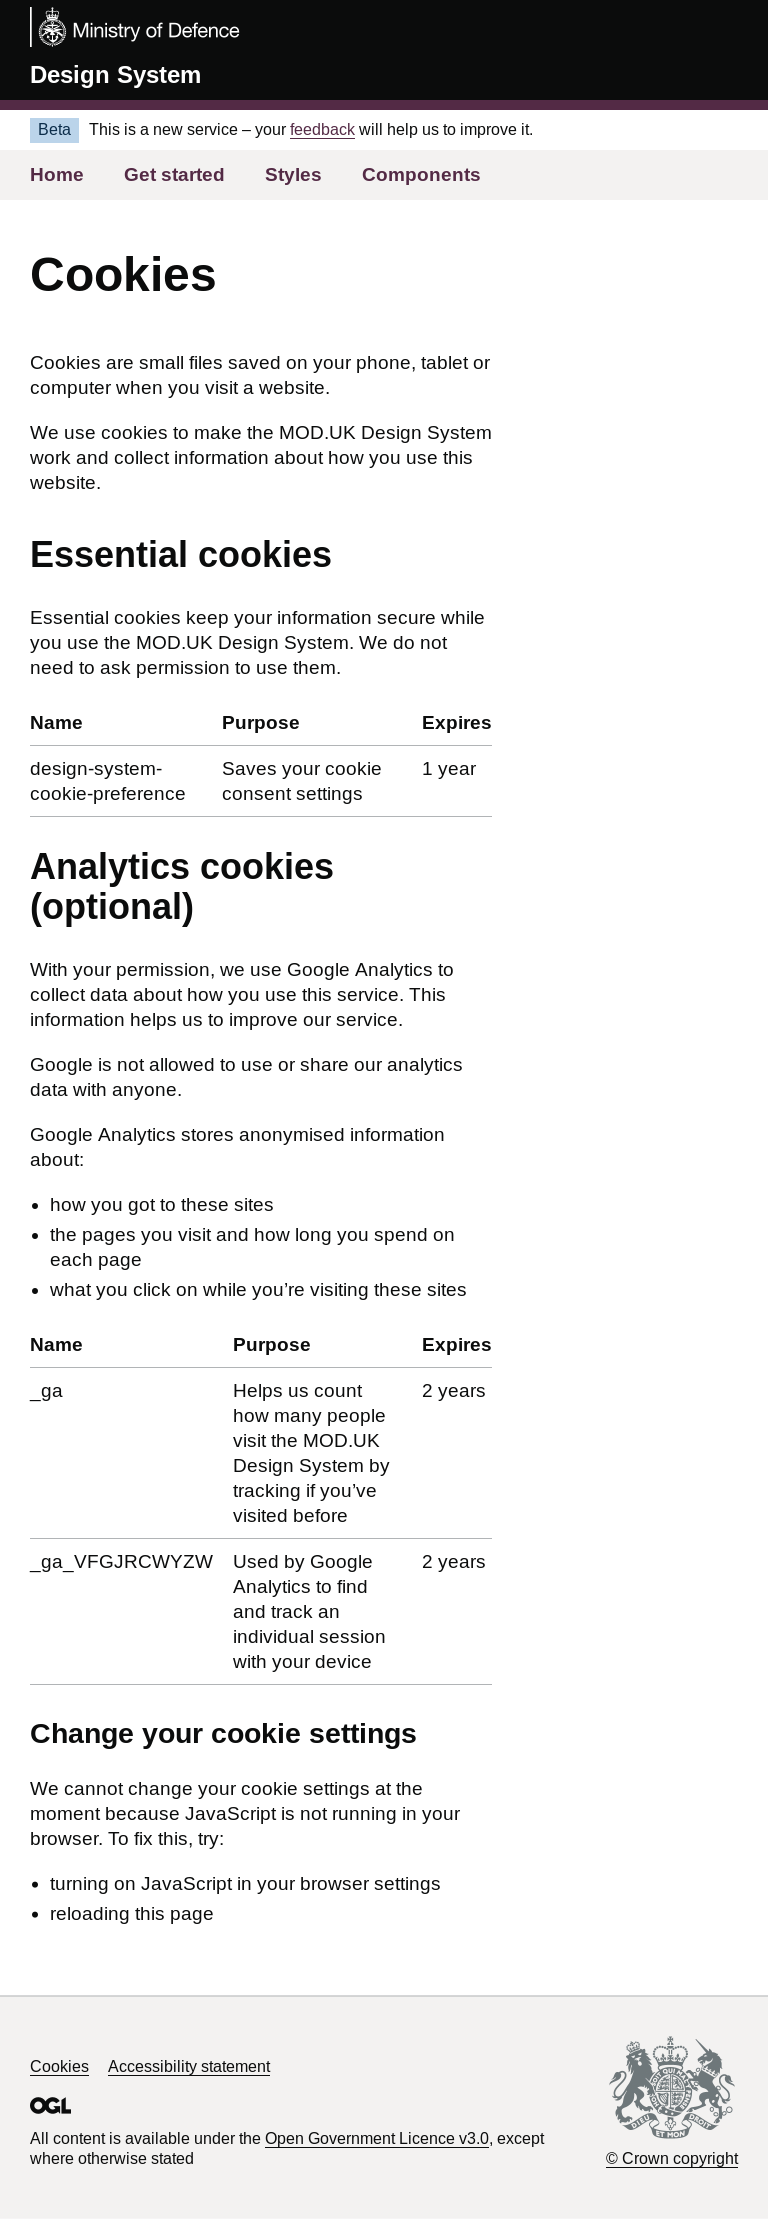 Ministry of Defence
Design System
Beta This is a new service – your feedback will help us to improve it.
Home Get started Styles Components
Cookies
Cookies are small files saved on your phone, tablet or
computer when you visit a website.
We use cookies to make the MOD.UK Design System
work and collect information about how you use this
website.
Essential cookies
Essential cookies keep your information secure while
you use the MOD.UK Design System. We do not
need to ask permission to use them.
Name Purpose Expires
design-system- Saves your cookie 1 year
cookie-preference consent settings
Analytics cookies
(optional)
With your permission, we use Google Analytics to
collect data about how you use this service. This
information helps us to improve our service.
Google is not allowed to use or share our analytics
data with anyone.
Google Analytics stores anonymised information
about:
• how you got to these sites
• the pages you visit and how long you spend on
each page
• what you click on while you’re visiting these sites
Name Purpose Expires
_ga Helps us count 2 years
how many people
visit the MOD.UK
Design System by
tracking if you’ve
visited before
_ga_VFGJRCWYZW Used by Google 2 years
Analytics to find
and track an
individual session
with your device
Change your cookie settings
We cannot change your cookie settings at the
moment because JavaScript is not running in your
browser. To fix this, try:
• turning on JavaScript in your browser settings
• reloading this page
Cookies Accessibility statement
OGL
All content is available under the Open Government Licence v3.0, except
where otherwise stated
DIEU ET MON DROIT
© Crown copyright